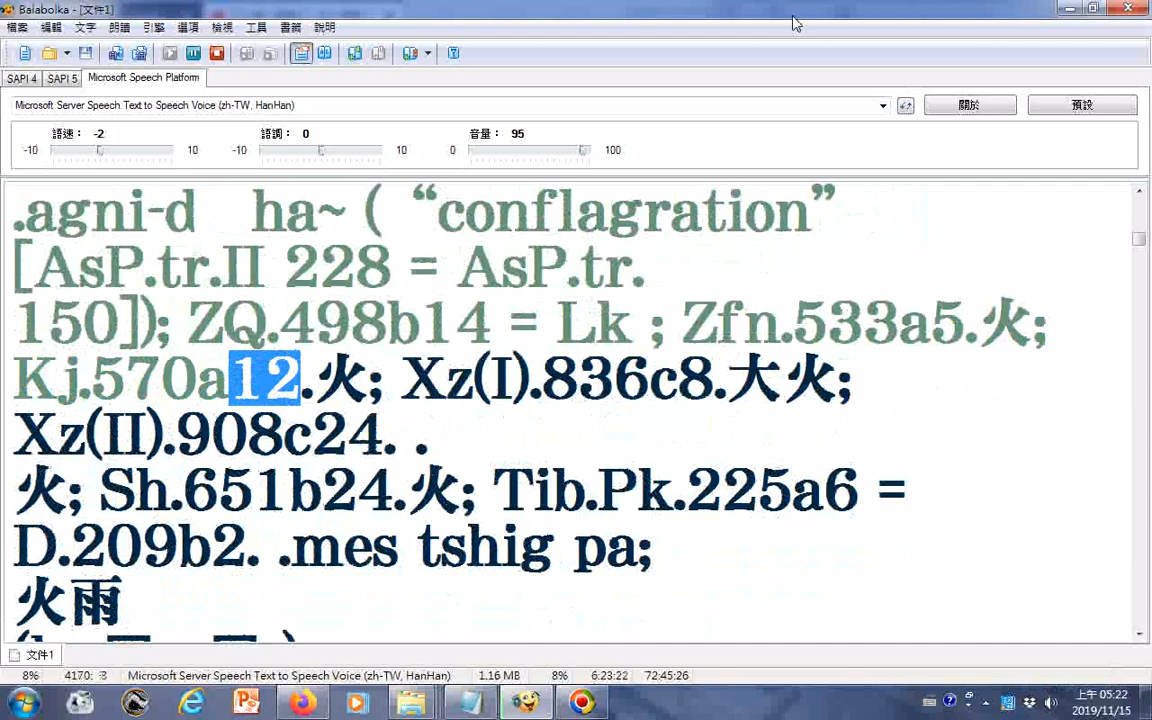 Balabolka - [文件1]
檔案 編輯 文字 朗讀 引擎 選項 檢視 工具 書籤 說明
SAPI 4 SAPI 5 Microsoft Speech Platform
Microsoft Server Speech Text to Speech Voice (zh-TW, HanHan) 關於 預設
語速： -2 語調： 0 音量： 95
-10 10 -10 10 0 100
.agni-d ha~ ( “conflagration”
[AsP.tr.II 228 = AsP.tr.
150]); ZQ.498b14 = Lk ; Zfn.533a5.火;
Kj.570a12.火; Xz(I).836c8.大火;
Xz(II).908c24. .
火; Sh.651b24.火; Tib.Pk.225a6 =
D.209b2. .mes tshig pa;
火雨
文件1
8% 4170: Microsoft Server Speech Text to Speech Voice (zh-TW, HanHan) 1.16 MB 8% 6:23:22 72:45:26
上午 05:22
2019/11/15